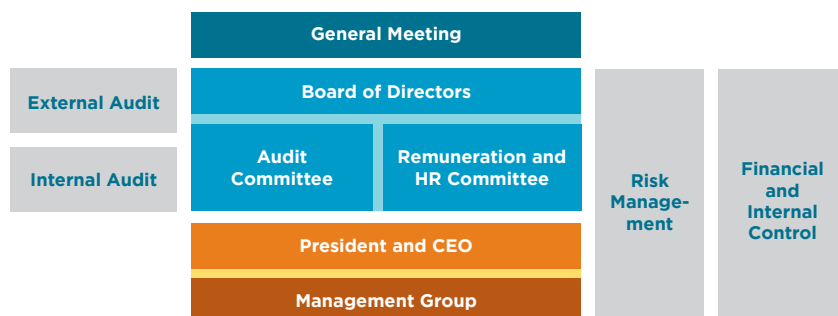 General Meeting
External Audit
Internal Audit
Board of Directors
Audit
Committee
Remuneration and
HR Committee
President and CEO
Management Group
Risk
Manage-
ment
Financial
and
Internal
Control